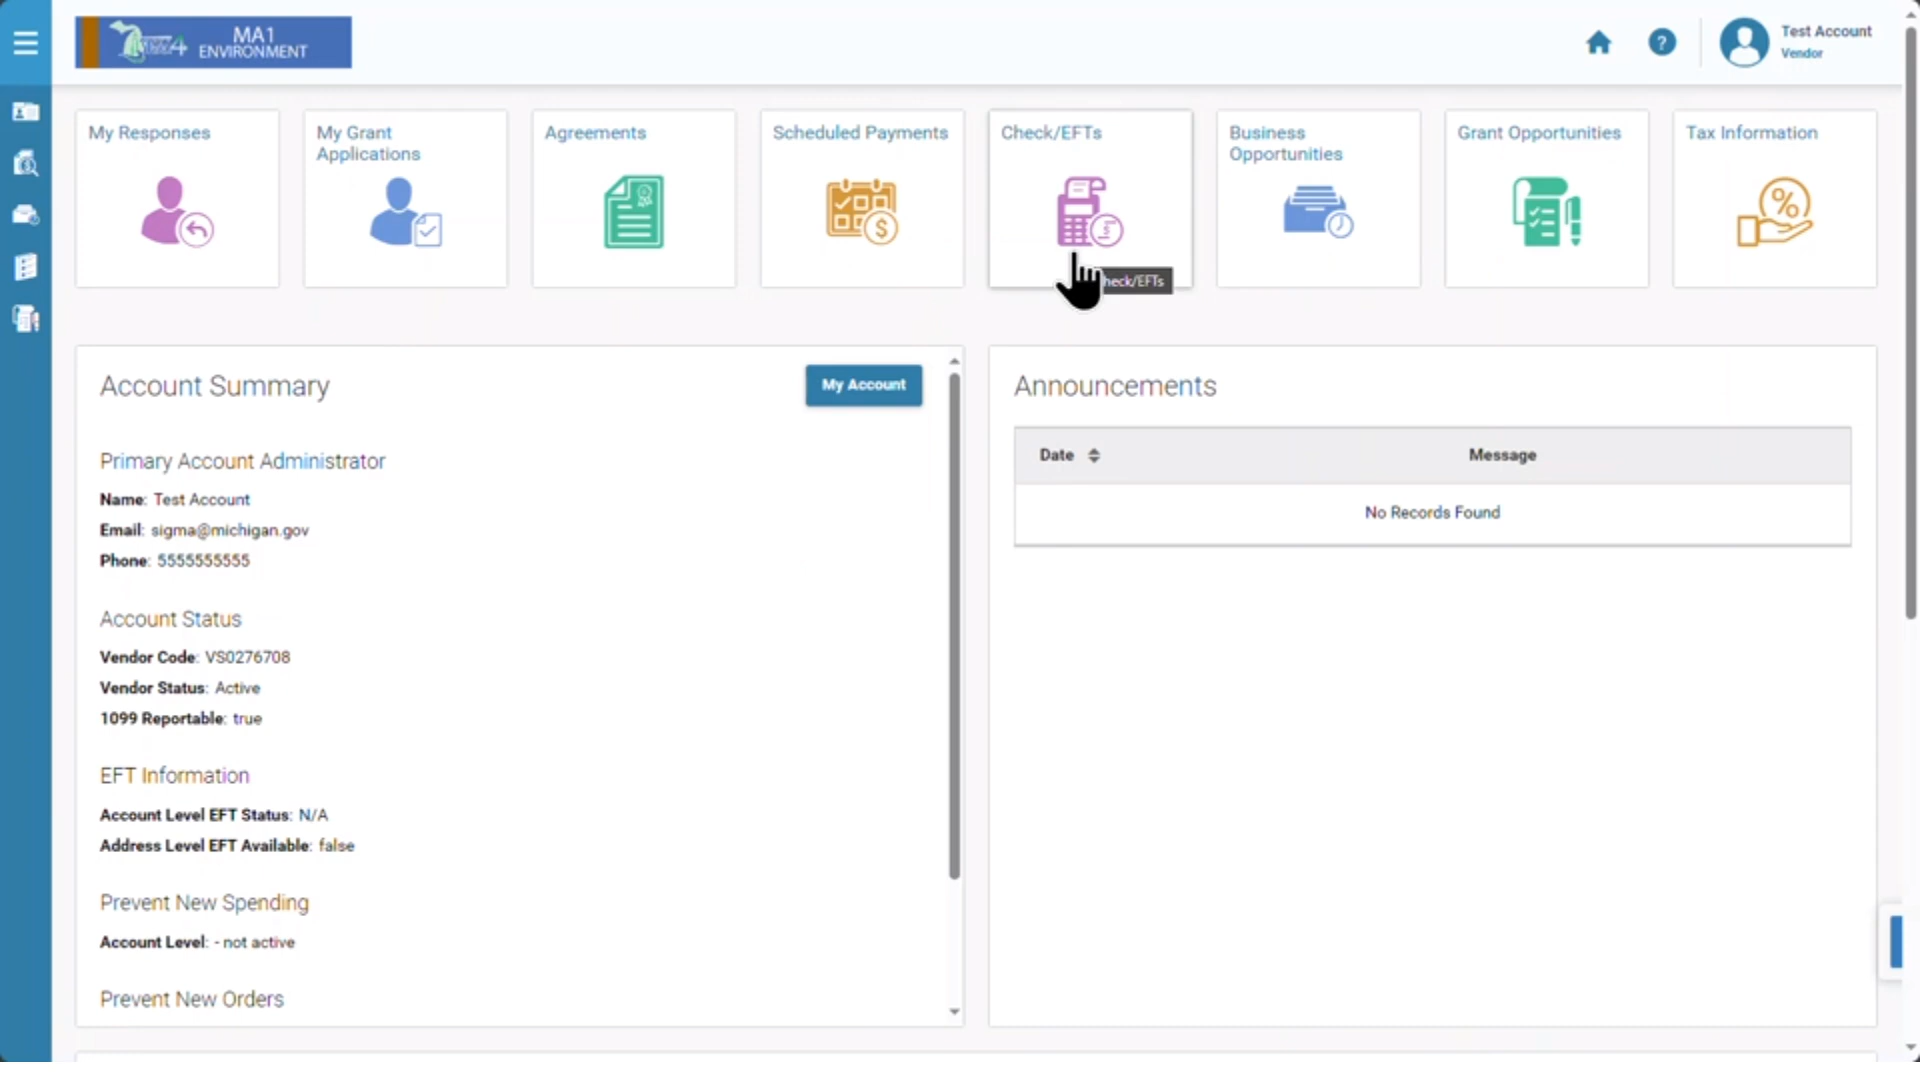 MA1
ENVIRONMENT
?
Test Account
Vendor
My Responses
My Grant
Applications
Agreements
Scheduled Payments
Check/EFTs
Business
Opportunities
Grant Opportunities
Tax Information
heck/EFTs
Account Summary
My Account
Primary Account Administrator
Name: Test Account
Email: sigma@michigan.gov
Phone: 5555555555
Account Status
Vendor Code: VS0276708
Vendor Status: Active
1099 Reportable: true
EFT Information
Account Level EFT Status: N/A
Address Level EFT Available: false
Prevent New Spending
Account Level: - not active
Prevent New Orders
Announcements
Date Message
No Records Found